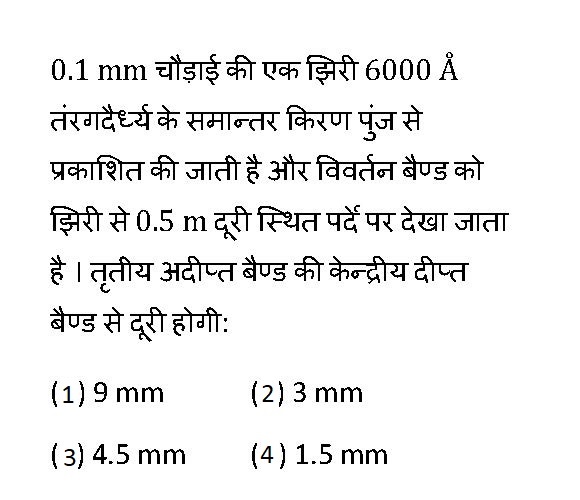 0.1 mm चौड़ाई की एक झिरी 6000 Å
तंरगदैर्ध्य के समान्तर किरण पुंज से
प्रकाशित की जाती है और विवर्तन बैण्ड को
झिरी से 0.5 m दूरी स्थित पर्दे पर देखा जाता
है । तृतीय अदीप्त बैण्ड की केन्द्रीय दीप्त
बैण्ड से दूरी होगी:
(1) 9 mm (2) 3 mm
(3) 4.5 mm (4) 1.5 mm